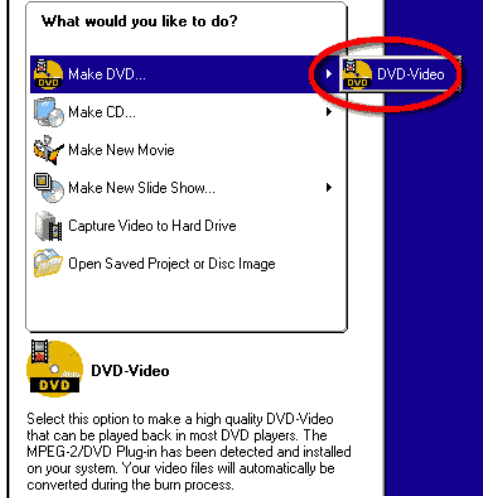 What would you like to do?
Make DVD...
DVD-Video
Make CD...
Make New Movie
Make New Slide Show...
Capture Video to Hard Drive
Open Saved Project or Disc Image
DVD
DVD-Video
Select this option to make a high quality DVD-Video
that can be played back in most DVD players. The
MPEG-2/DVD Plug-in has been detected and installed
on your system. Your video files will automatically be
converted during the burn process.